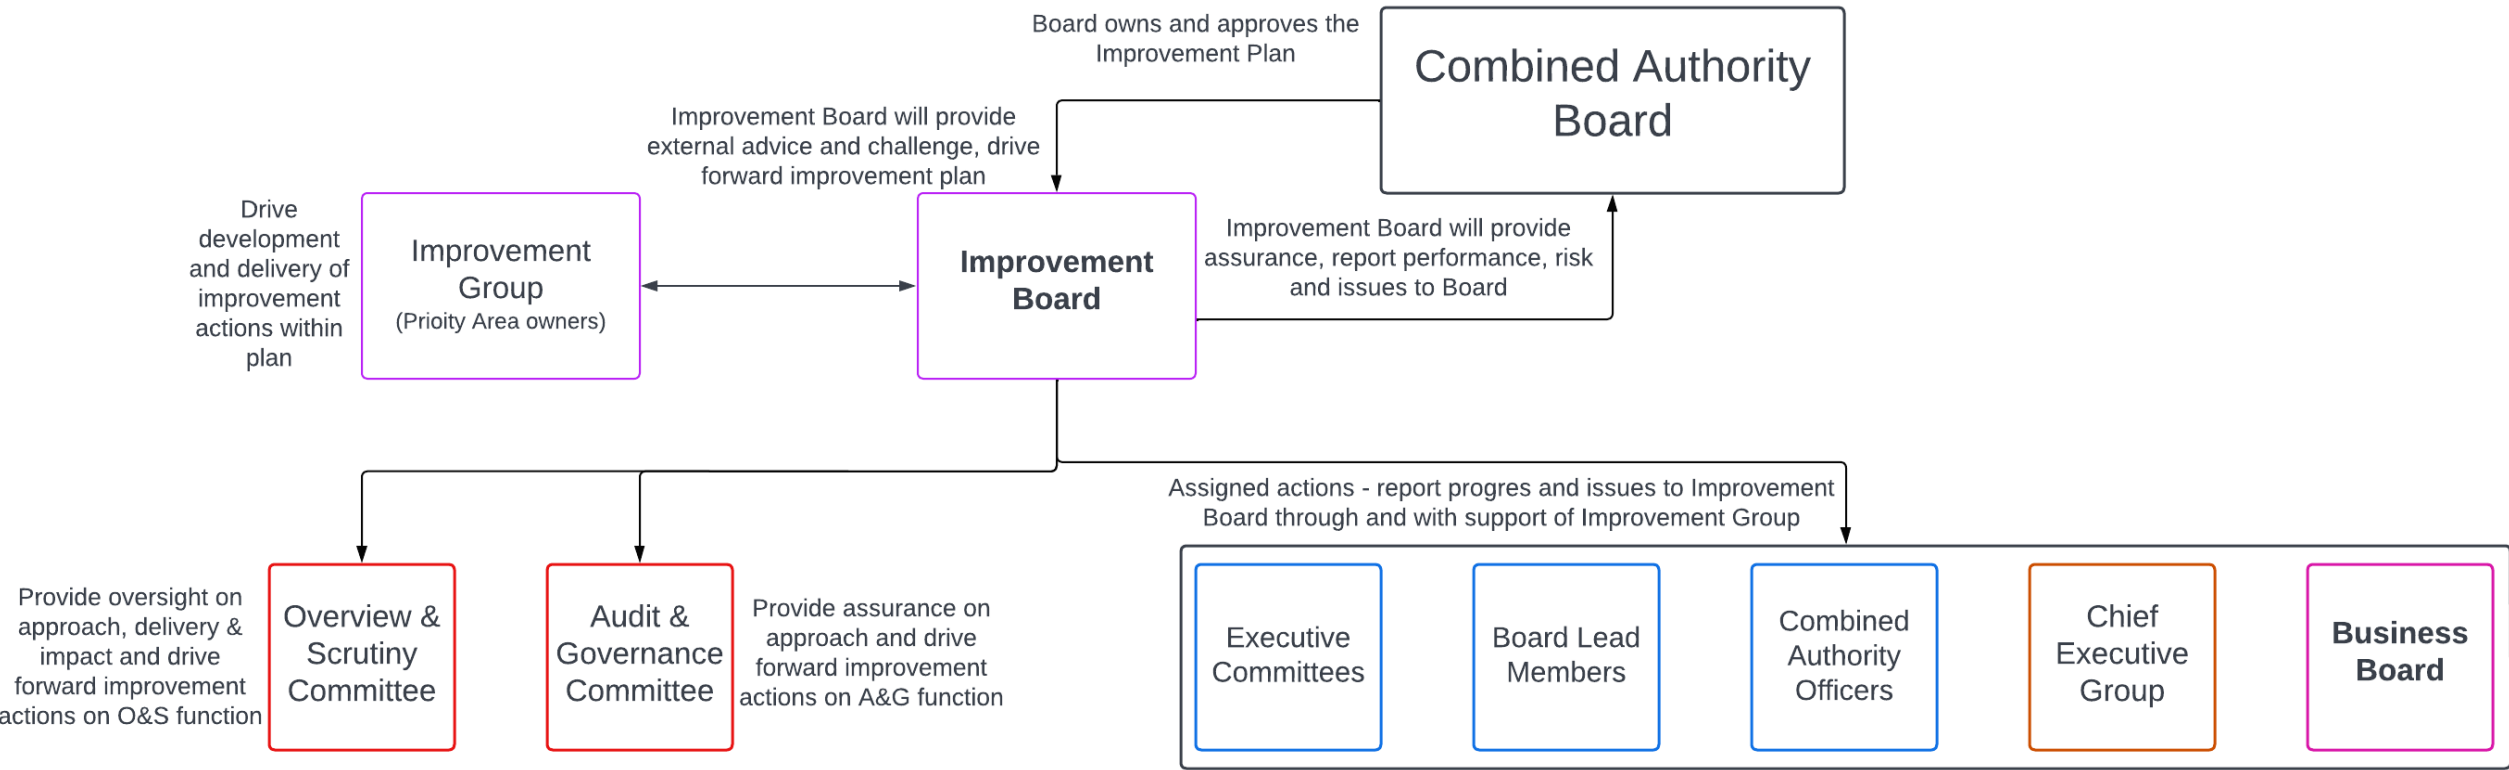 Board owns and approves the
Improvement Plan
Combined Authority
Board
Improvement Board will provide
external advice and challenge, drive
forward improvement plan
Drive
development
and delivery of
improvement
actions within
plan
Improvement
Group
(Prioity Area owners)
Improvement
Board
Improvement Board will provide
assurance, report performance, risk
and issues to Board
Assigned actions - report progres and issues to Improvement
Board through and with support of Improvement Group
Provide oversight on
approach, delivery &
impact and drive
forward improvement
actions on O&S function
Overview &
Scrutiny
Committee
Audit &
Governance
Committee
Provide assurance on
approach and drive
forward improvement
actions on A&G function
Executive
Committees
Board Lead
Members
Combined
Authority
Officers
Chief
Executive
Group
Business
Board